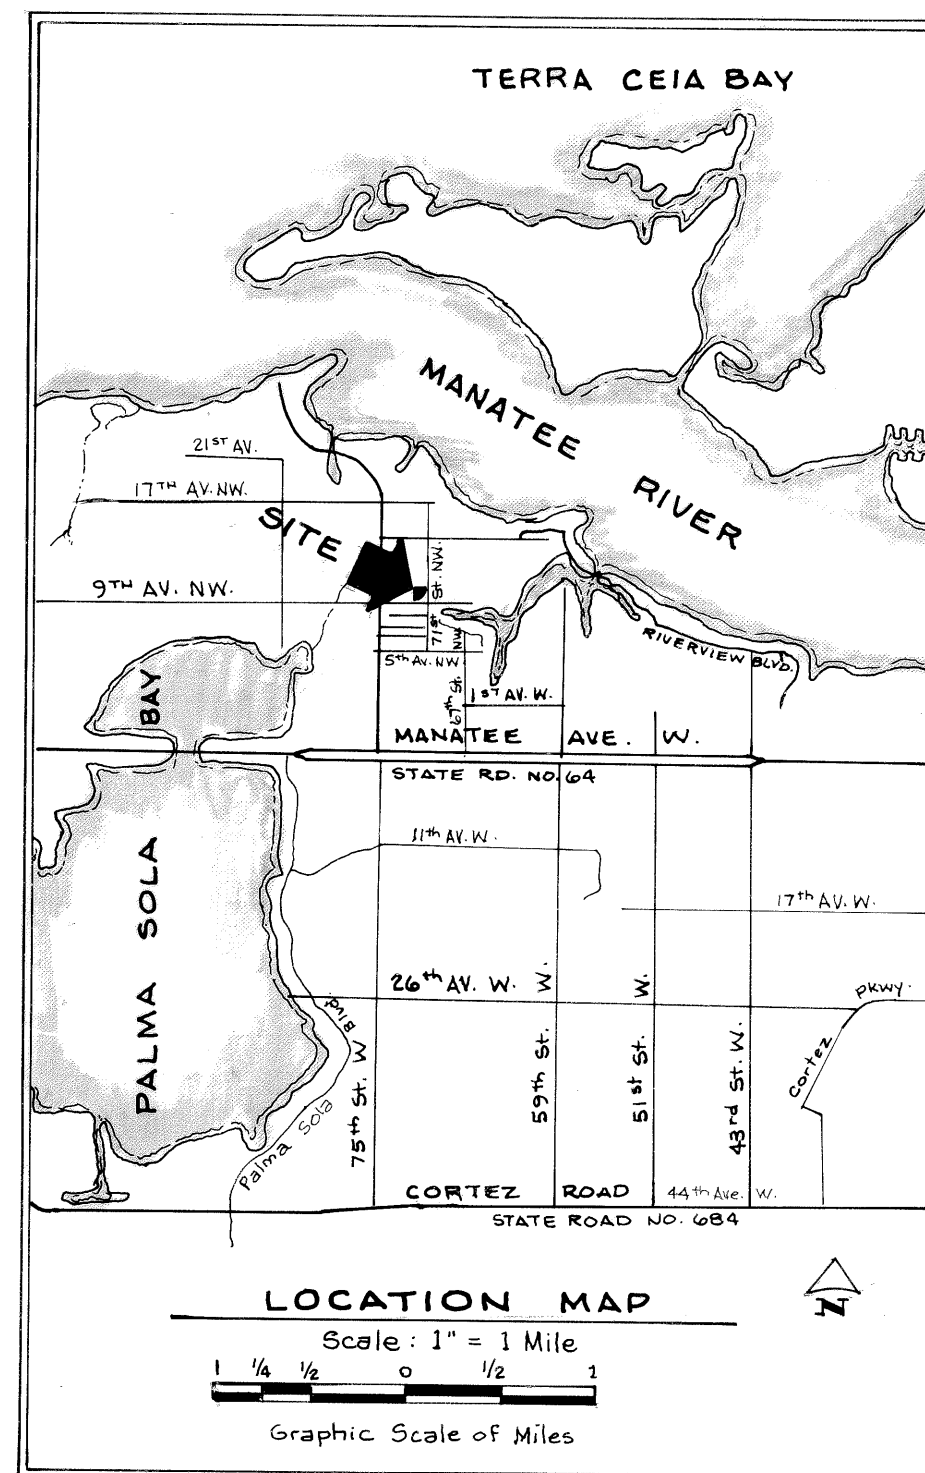 TERRA CEIA BAY
MANATEE
RIVER
21ST AV.
17TH AV. NW.
SITE
9TH AV. NW.
71st St. NW.
NW
5th AV. NW.
67th St.
1ST AV. W.
RIVERVIEW BLVD.
MANATEE AVE. W.
STATE RD. NO. 64
PALMA SOLA BAY
11th AV. W.
17th AV. W.
26th AV. W.
PKWY.
Cortez
Palma Sola Blvd.
75th St. W
59th St. W.
51st St. W.
43rd St. W.
CORTEZ ROAD 44th Ave. W.
STATE ROAD NO. 684
N
LOCATION MAP
Scale : 1" = 1 Mile
1 1/4 1/2 0 1/2 1
Graphic Scale of Miles